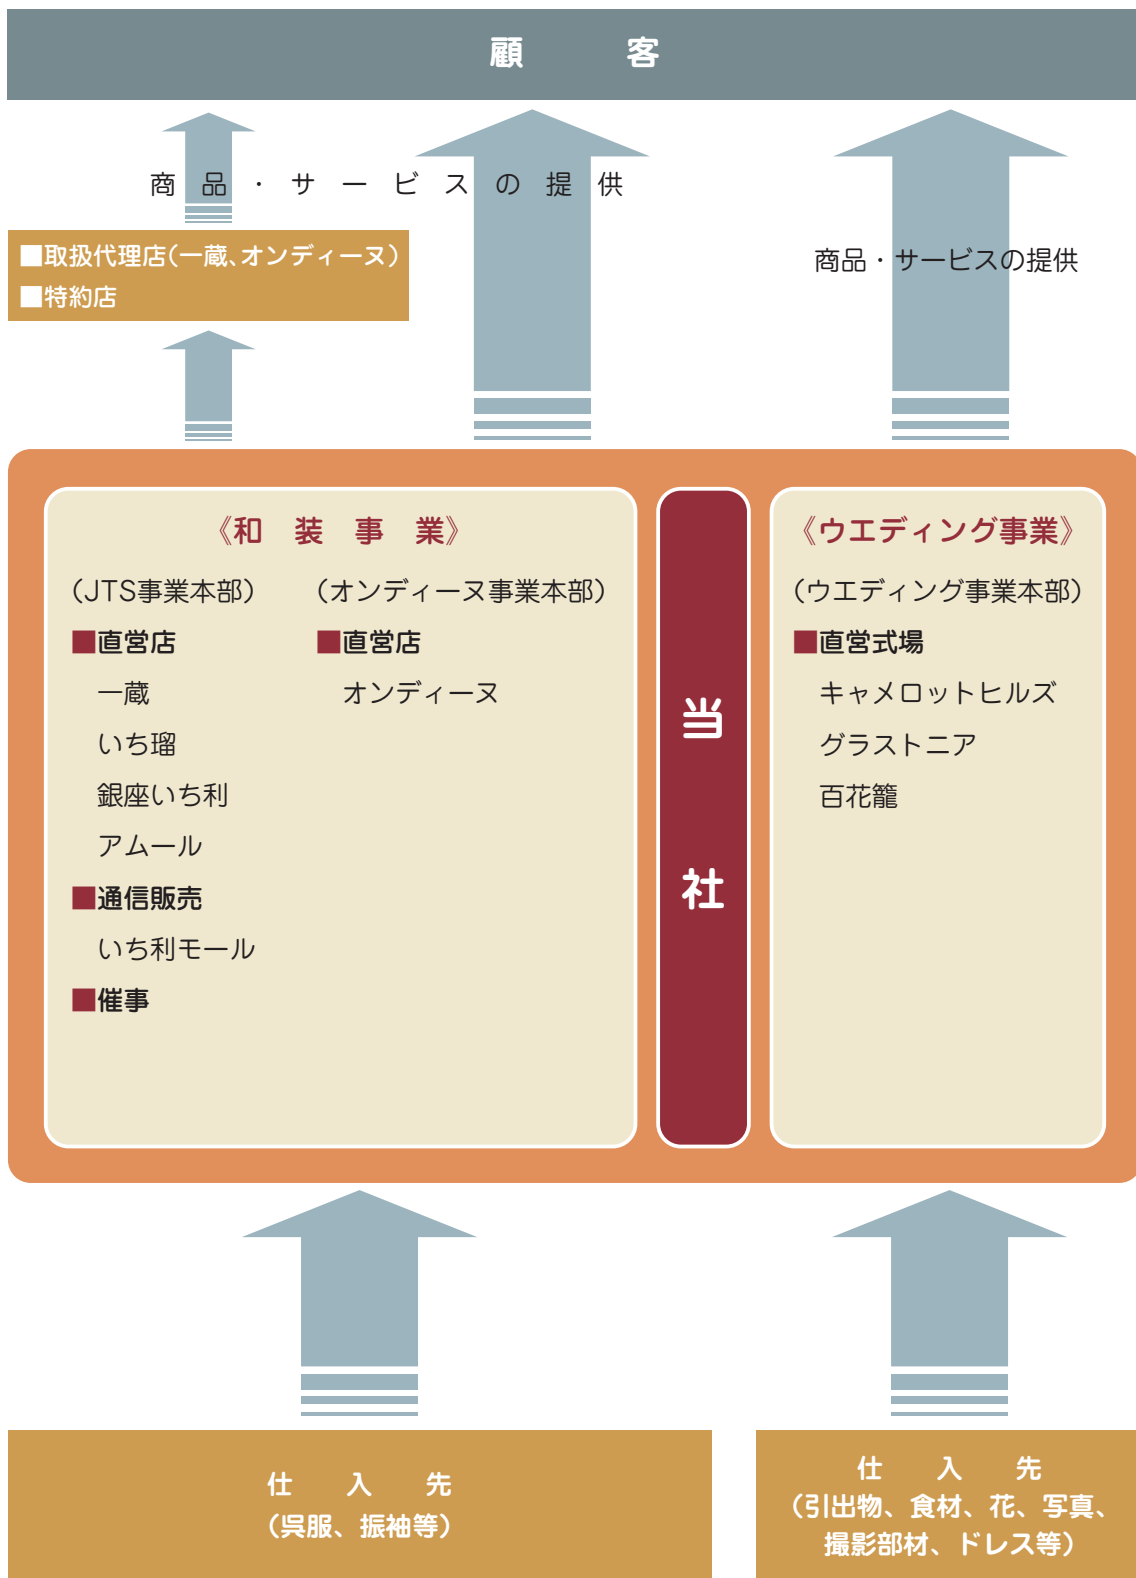 顧客
商品・サービスの提供
■取扱代理店(一蔵、オンディーヌ)
■特約店
商品・サービスの提供
《和装事業》
(JTS事業本部)
■直営店
一蔵
いち瑠
銀座いち利
アムール
■通信販売
いち利モール
■催事
(オンディーヌ事業本部)
■直営店
オンディーヌ
当社
《ウエディング事業》
(ウエディング事業本部)
■直営式場
キャメロットヒルズ
グラストニア
百花籠
仕入先
(呉服、振袖等)
仕入先
(引出物、食材、花、写真、
撮影部材、ドレス等)